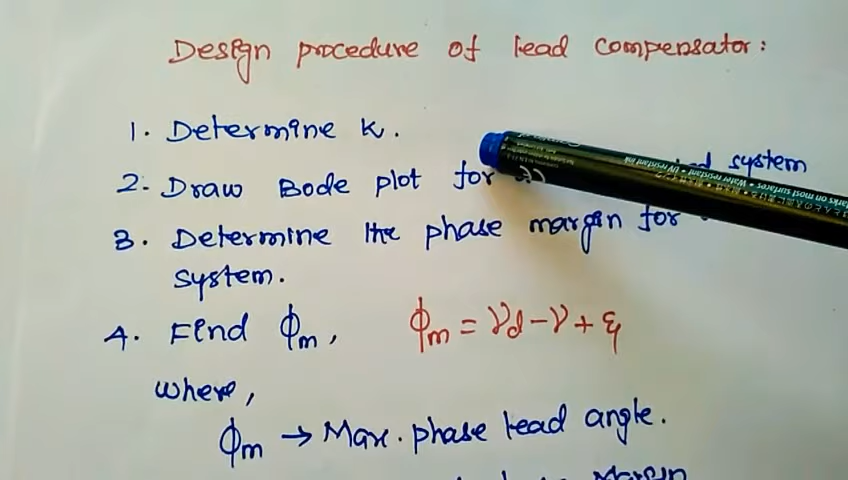 Design procedure of lead compensator:
1. Determine K.
2. Draw Bode plot for system
3. Determine the phase margin for
system.
4. Find ϕm, ϕm = γd - γ + ξ
where,
ϕm → Max. phase lead angle.
Margin